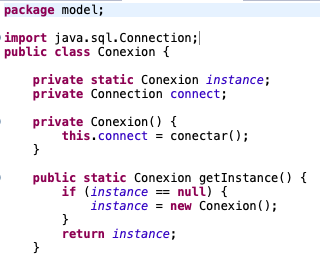 package model;
import java.sql.Connection;
public class Conexion {
private static Conexion instance;
private Connection connect;
private Conexion() {
this.connect = conectar();
}
public static Conexion getInstance() {
if (instance == null) {
instance = new Conexion();
}
return instance;
}